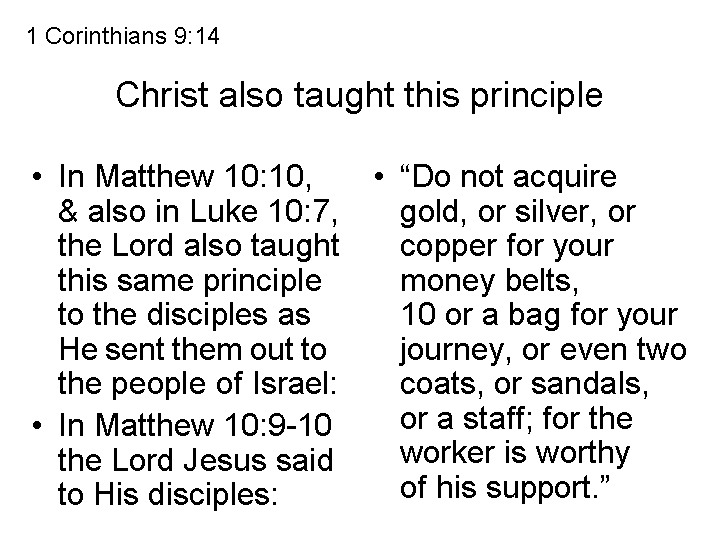 1 Corinthians 9:14
Christ also taught this principle
• In Matthew 10:10,
& also in Luke 10:7,
the Lord also taught
this same principle
to the disciples as
He sent them out to
the people of Israel:
• In Matthew 10:9-10
the Lord Jesus said
to His disciples:
• “Do not acquire
gold, or silver, or
copper for your
money belts,
10 or a bag for your
journey, or even two
coats, or sandals,
or a staff; for the
worker is worthy
of his support.”